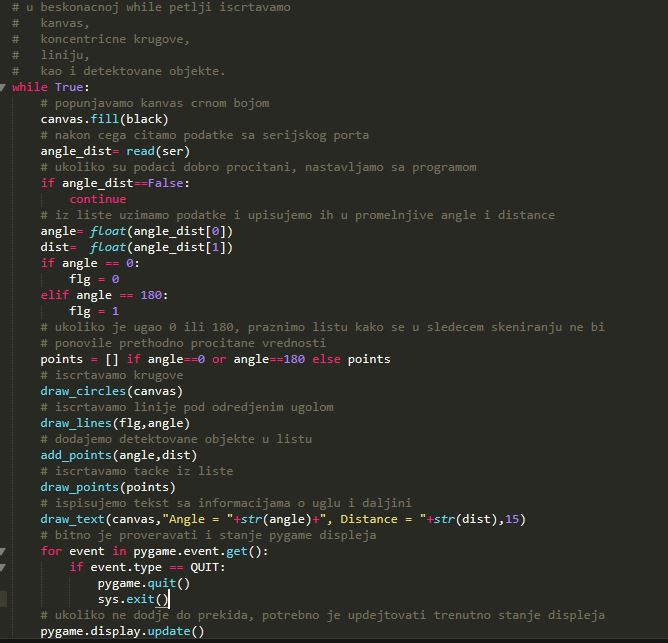 # u beskonacnoj while petlji iscrtavamo
#   kanvas,
#   koncentricne krugove,
#   liniju,
#   kao i detektovane objekte.
while True:
    # popunjavamo kanvas crnom bojom
    canvas.fill(black)
    # nakon cega citamo podatke sa serijskog porta
    angle_dist= read(ser)
    # ukoliko su podaci dobro procitani, nastavljamo sa programom
    if angle_dist==False:
        continue
    # iz liste uzimamo podatke i upisujemo ih u promelnjive angle i distance
    angle= float(angle_dist[0])
    dist=  float(angle_dist[1])
    if angle == 0:
        flg = 0
    elif angle == 180:
        flg = 1
    # ukoliko je ugao 0 ili 180, praznimo listu kako se u sledecem skeniranju ne bi
    # ponovile prethodno procitane vrednosti
    points = [] if angle==0 or angle==180 else points
    # iscrtavamo krugove
    draw_circles(canvas)
    # iscrtavamo linije pod odredjenim ugolom
    draw_lines(flg,angle)
    # dodajemo detektovane objekte u listu
    add_points(angle,dist)
    # iscrtavamo tacke iz liste
    draw_points(points)
    # ispisujemo tekst sa informacijama o uglu i daljini
    draw_text(canvas,"Angle = "+str(angle)+", Distance = "+str(dist),15)
    # bitno je proveravati i stanje pygame displeja
    for event in pygame.event.get():
        if event.type == QUIT:
            pygame.quit()
            sys.exit()
    # ukoliko ne dodje do prekida, potrebno je updejtovati trenutno stanje displeja
    pygame.display.update()